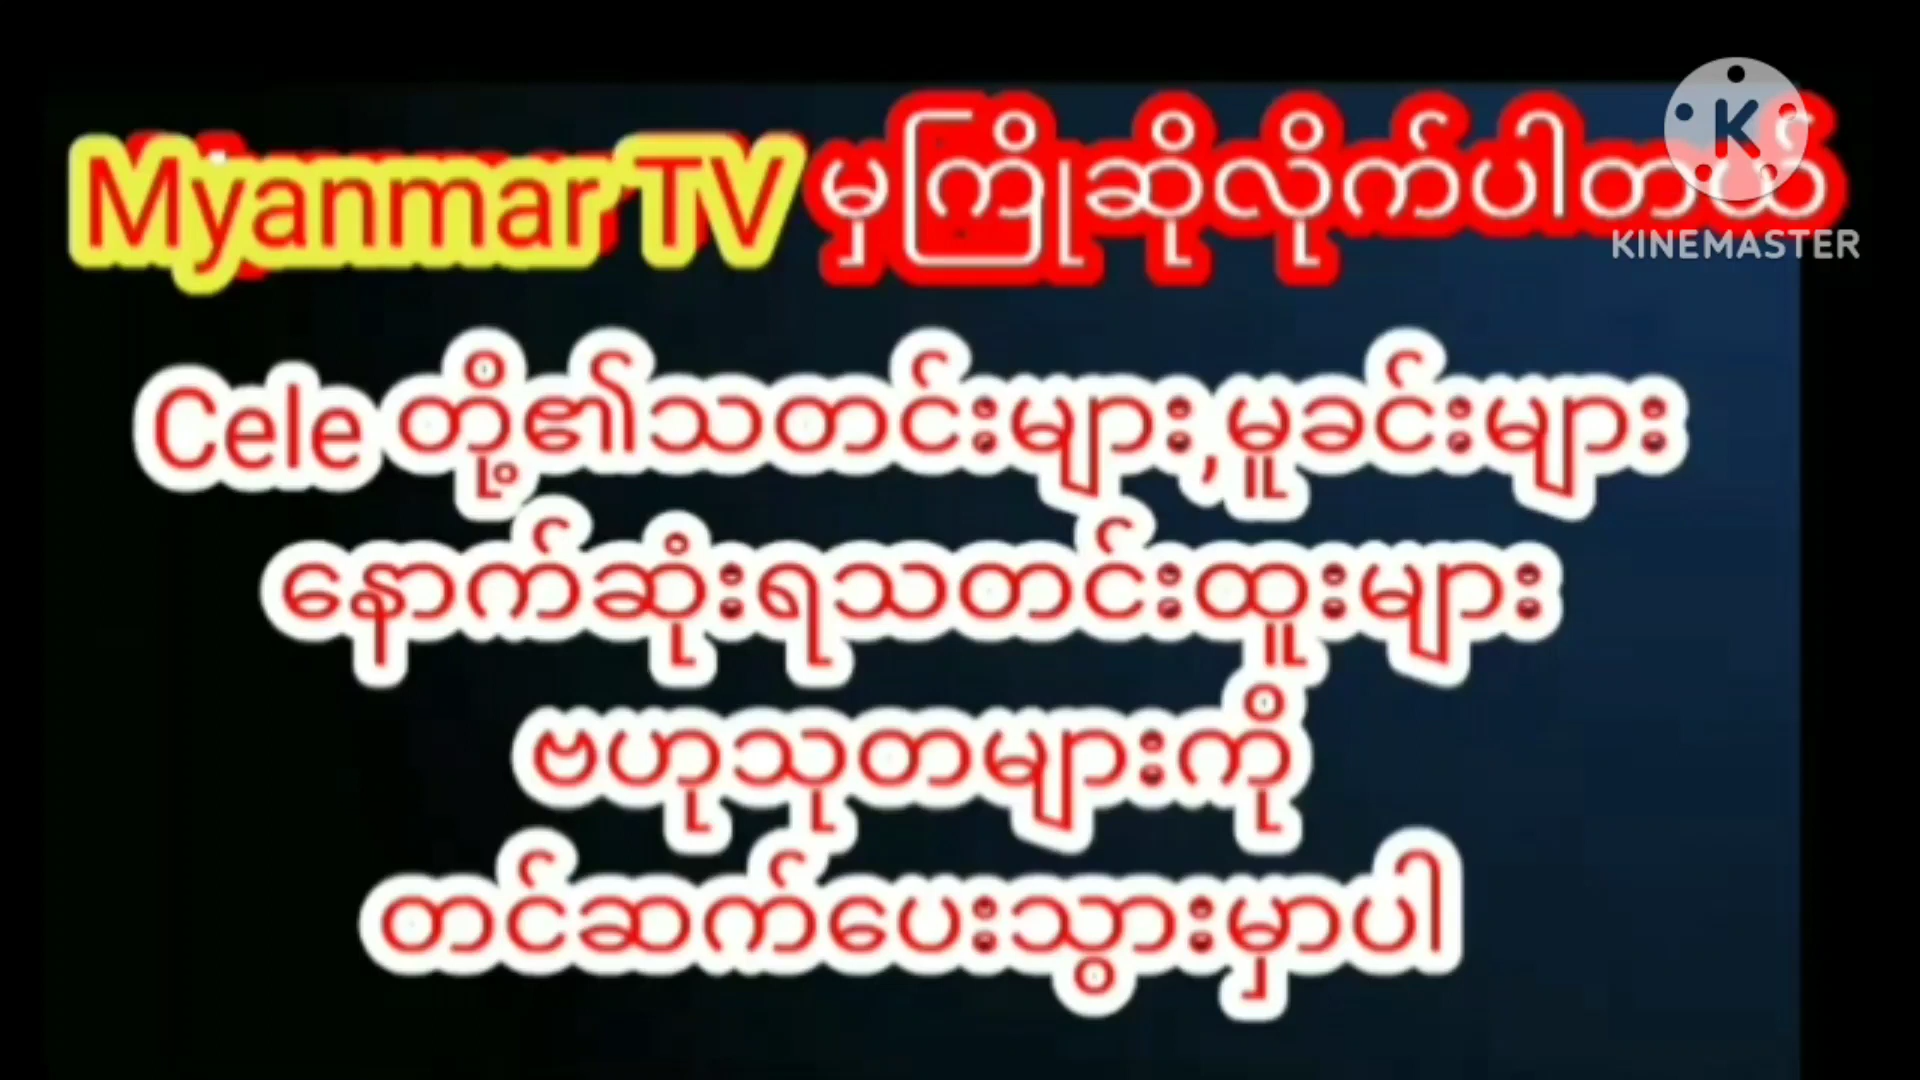 Myanmar TV မှကြိုဆိုလိုက်ပါတယ်
KINEMASTER
Cele တို့၏သတင်းများ,မူခင်းများ
နောက်ဆုံးရသတင်းထူးများ
ဗဟုသုတများကို
တင်ဆက်ပေးသွားမှာပါ